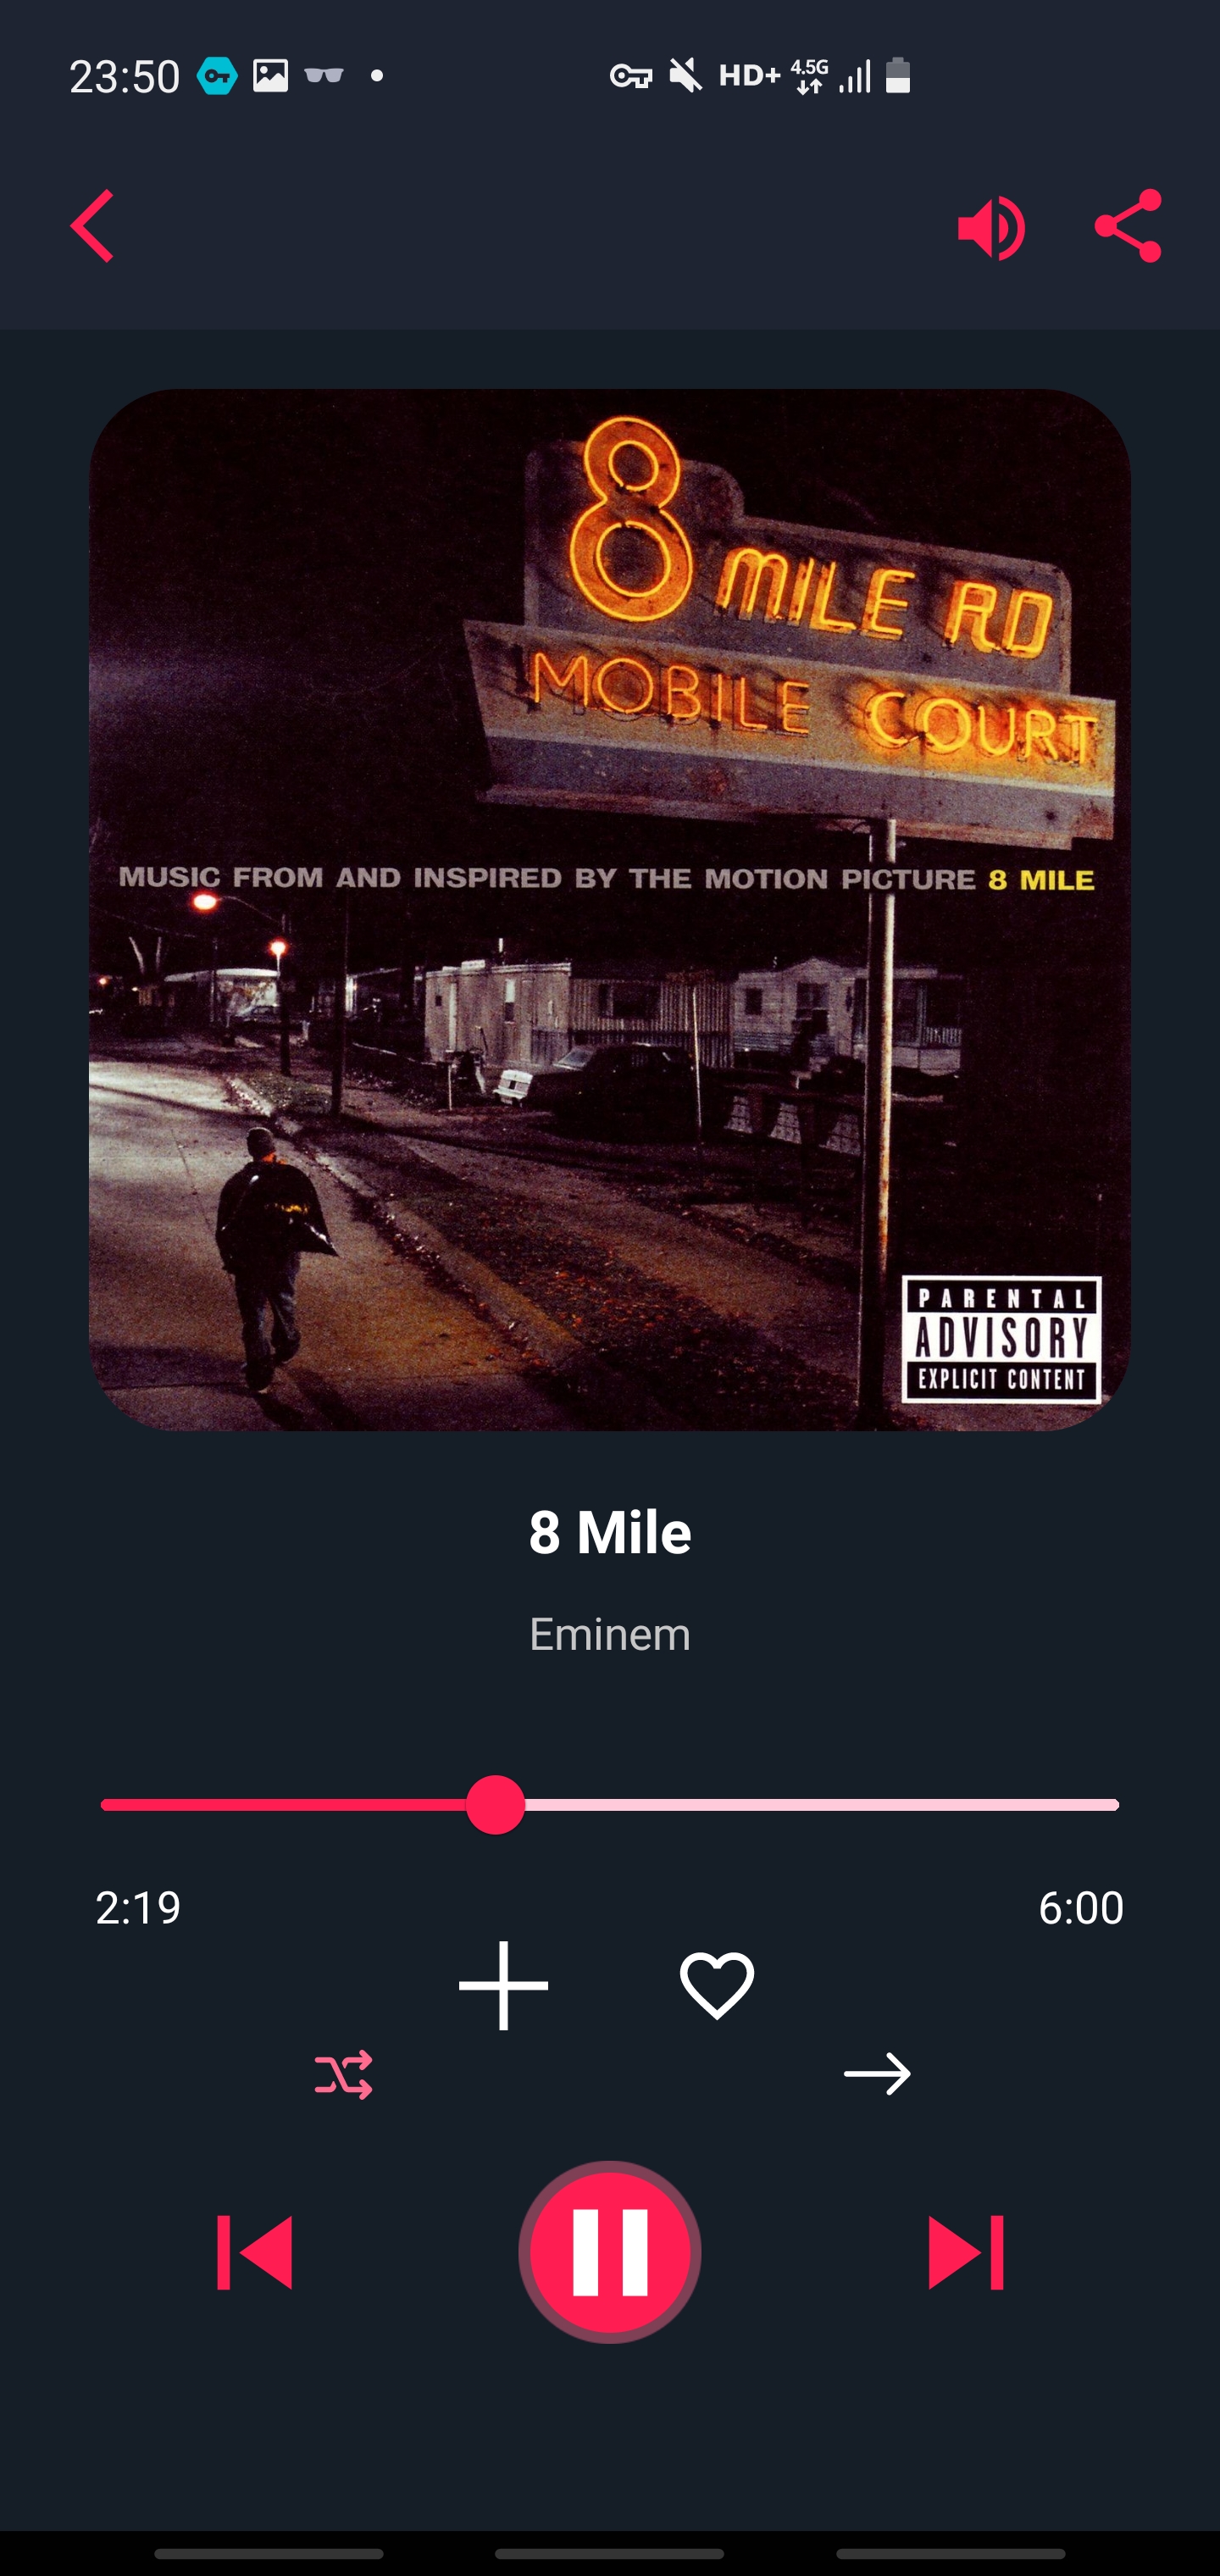 23:50
HD+ 4.5G
8 MILE RD
MOBILE COURT
MUSIC FROM AND INSPIRED BY THE MOTION PICTURE 8 MILE
PARENTAL
ADVISORY
EXPLICIT CONTENT
8 Mile
Eminem
2:19 6:00